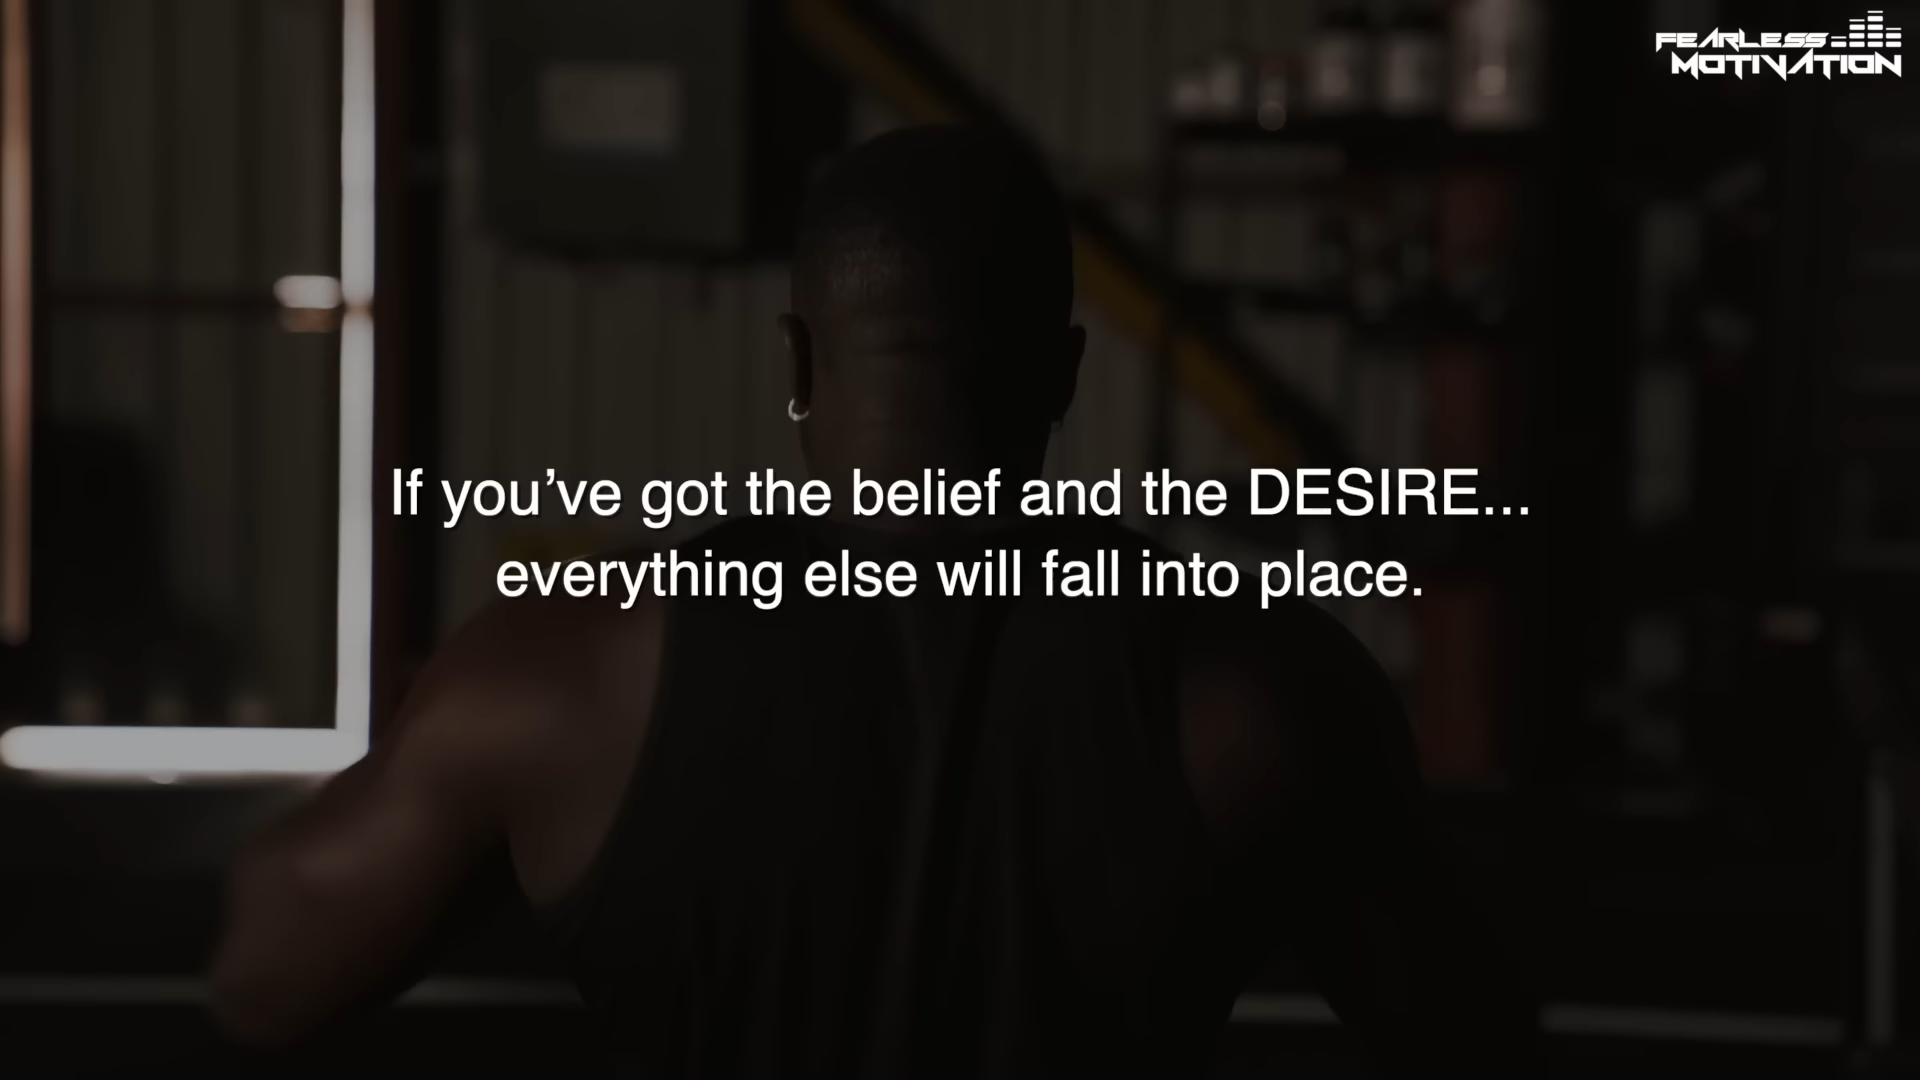 FEARLESS
MOTIVATION
If you’ve got the belief and the DESIRE...
everything else will fall into place.